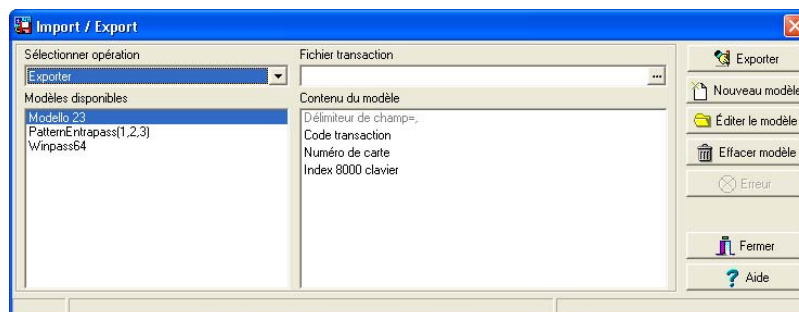 Import / Export
Sélectionner opération
Exporter
Fichier transaction
...
Modèles disponibles
Modello 23
PatternEntrapass(1,2,3)
Winpass64
Contenu du modèle
Délimiteur de champ=,
Code transaction
Numéro de carte
Index 8000 clavier
Exporter
Nouveau modèle
Éditer le modèle
Effacer modèle
Erreur
Fermer
Aide